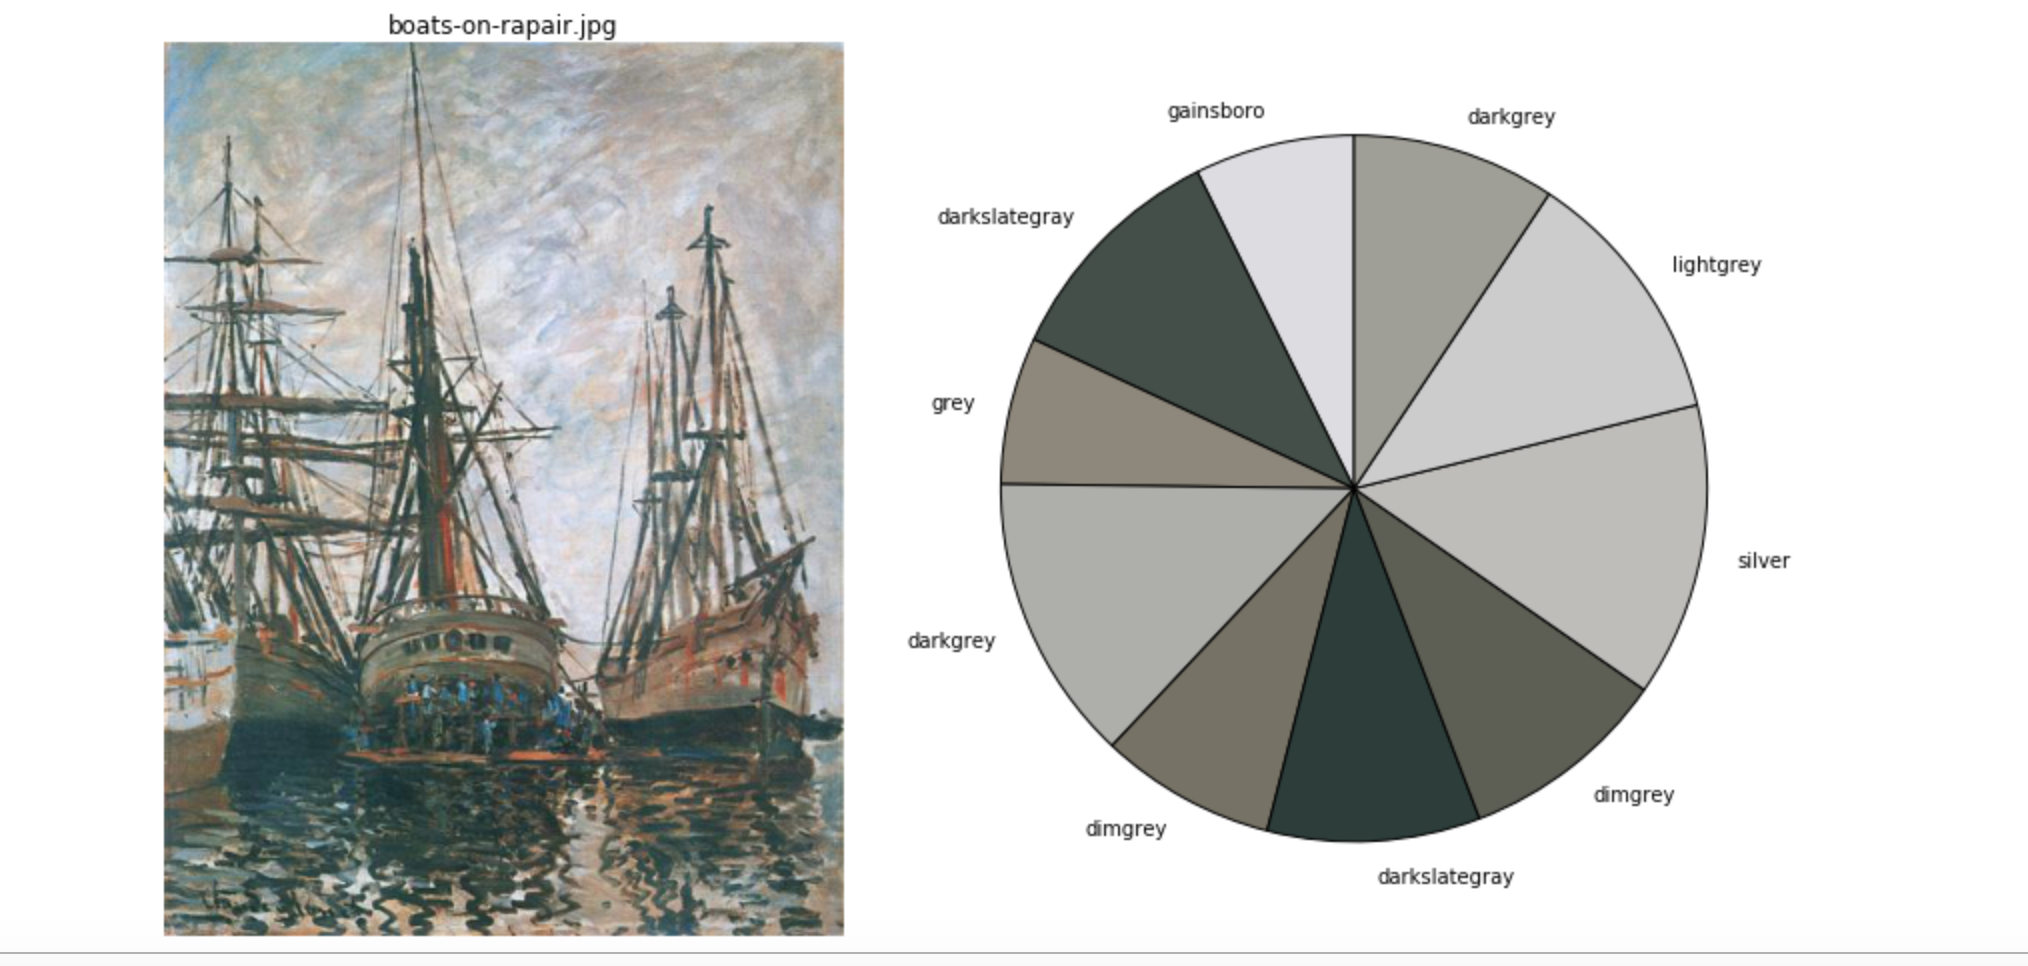 boats-on-rapair.jpg
gainsboro
darkgrey
darkslategray
lightgrey
grey
silver
darkgrey
dimgrey
dimgrey
darkslategray